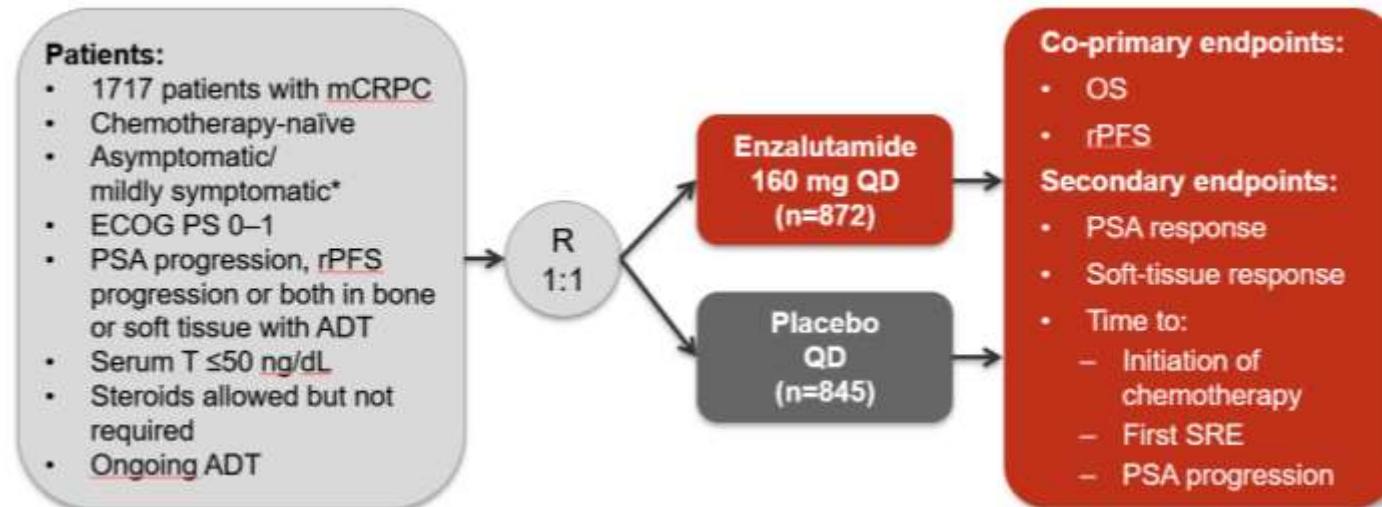 Patients:
• 1717 patients with mCRPC
• Chemotherapy-naïve
• Asymptomatic/
mildly symptomatic*
• ECOG PS 0–1
• PSA progression, rPFS
progression or both in bone
or soft tissue with ADT
• Serum T ≤50 ng/dL
• Steroids allowed but not
required
• Ongoing ADT
R
1:1
Enzalutamide
160 mg QD
(n=872)
Placebo
QD
(n=845)
Co-primary endpoints:
• OS
• rPFS
Secondary endpoints:
• PSA response
• Soft-tissue response
• Time to:
– Initiation of
chemotherapy
– First SRE
– PSA progression